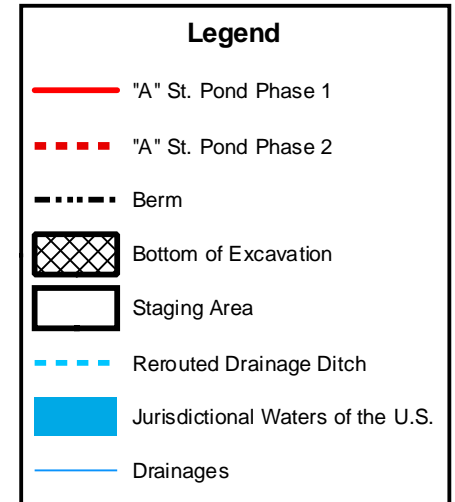 Legend
"A" St. Pond Phase 1
"A" St. Pond Phase 2
Berm
Bottom of Excavation
Staging Area
Rerouted Drainage Ditch
Jurisdictional Waters of the U.S.
Drainages